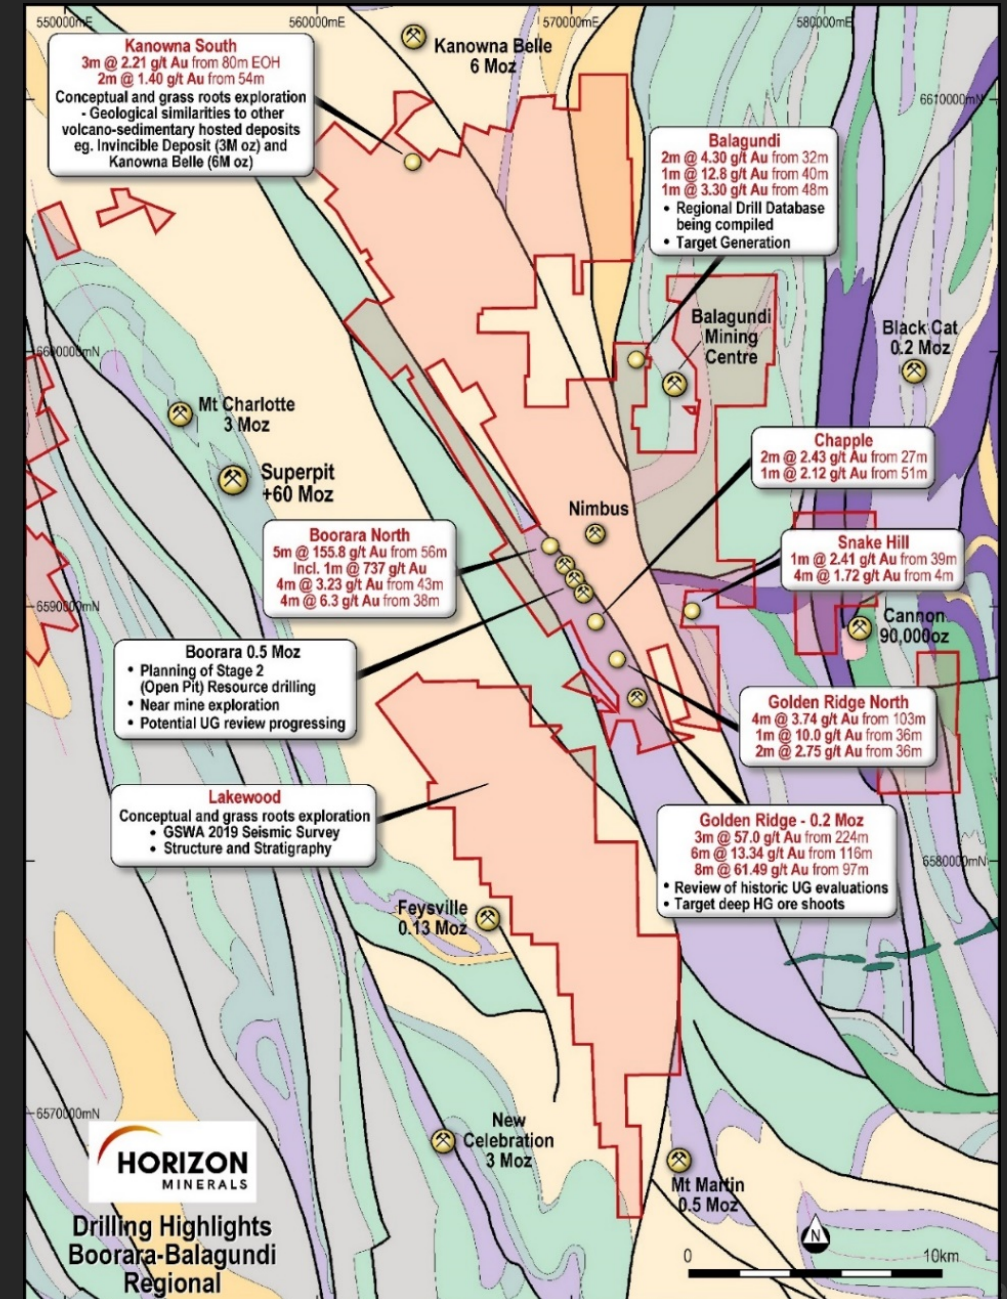 550000mE
560000mE
570000mE
580000mE
Kanowna South
3m @ 2.21 g/t Au from 80m EOH
2m @ 1.40 g/t Au from 54m
Conceptual and grass roots exploration
- Geological similarities to other
volcano-sedimentary hosted deposits
eg. Invincible Deposit (3M oz) and
Kanowna Belle (6M oz)
Kanowna Belle
6 Moz
6610000mN
Balagundi
2m @ 4.30 g/t Au from 32m
1m @ 12.8 g/t Au from 40m
1m @ 3.30 g/t Au from 48m
• Regional Drill Database
being compiled
• Target Generation
Balagundi
Mining
Centre
Black Cat
0.2 Moz
6600000mN
Mt Charlotte
3 Moz
Superpit
+60 Moz
Chapple
2m @ 2.43 g/t Au from 27m
1m @ 2.12 g/t Au from 51m
Nimbus
Boorara North
5m @ 155.8 g/t Au from 56m
Incl. 1m @ 737 g/t Au
4m @ 3.23 g/t Au from 43m
4m @ 6.3 g/t Au from 38m
Snake Hill
1m @ 2.41 g/t Au from 39m
4m @ 1.72 g/t Au from 4m
6590000mN
Cannon
90,000oz
Boorara 0.5 Moz
• Planning of Stage 2
(Open Pit) Resource drilling
• Near mine exploration
• Potential UG review progressing
Golden Ridge North
4m @ 3.74 g/t Au from 103m
1m @ 10.0 g/t Au from 36m
2m @ 2.75 g/t Au from 36m
Lakewood
Conceptual and grass roots exploration
• GSWA 2019 Seismic Survey
• Structure and Stratigraphy
Golden Ridge - 0.2 Moz
3m @ 57.0 g/t Au from 224m
6m @ 13.34 g/t Au from 116m
8m @ 61.49 g/t Au from 97m
• Review of historic UG evaluations
• Target deep HG ore shoots
6580000mN
Feysville
0.13 Moz
6570000mN
New
Celebration
3 Moz
Mt Martin
0.5 Moz
HORIZON
MINERALS
Drilling Highlights
Boorara-Balagundi
Regional
N
0
10km